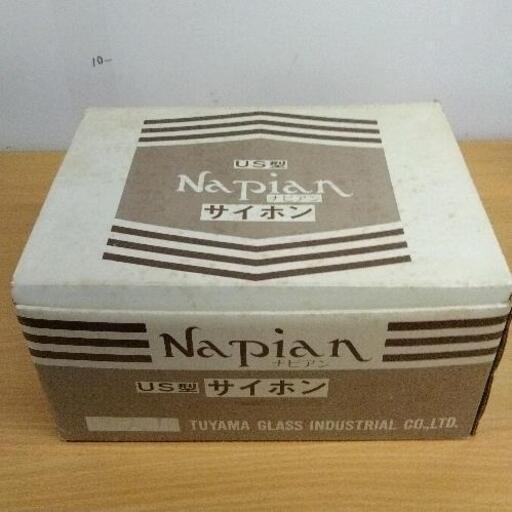 10-
US型
Napian
ナピアン
サイホン
Napian
ナピアン
US型 サイホン
TUYAMA GLASS INDUSTRIAL CO.,LTD.